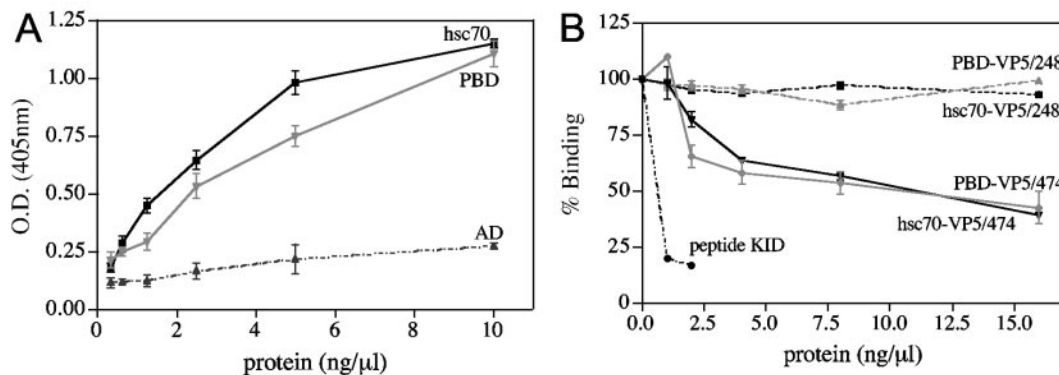 A
1.25
1.00
0.75
0.50
0.25
0.00
O.D. (405nm)
hsc70
PBD
AD
0 2 4 6 8 10
protein (ng/μl)
B
125
100
75
50
25
0
% Binding
PBD-VP5/248
hsc70-VP5/248
PBD-VP5/474
hsc70-VP5/474
peptide KID
0.0 2.5 5.0 7.5 10.0 12.5 15.0
protein (ng/μl)